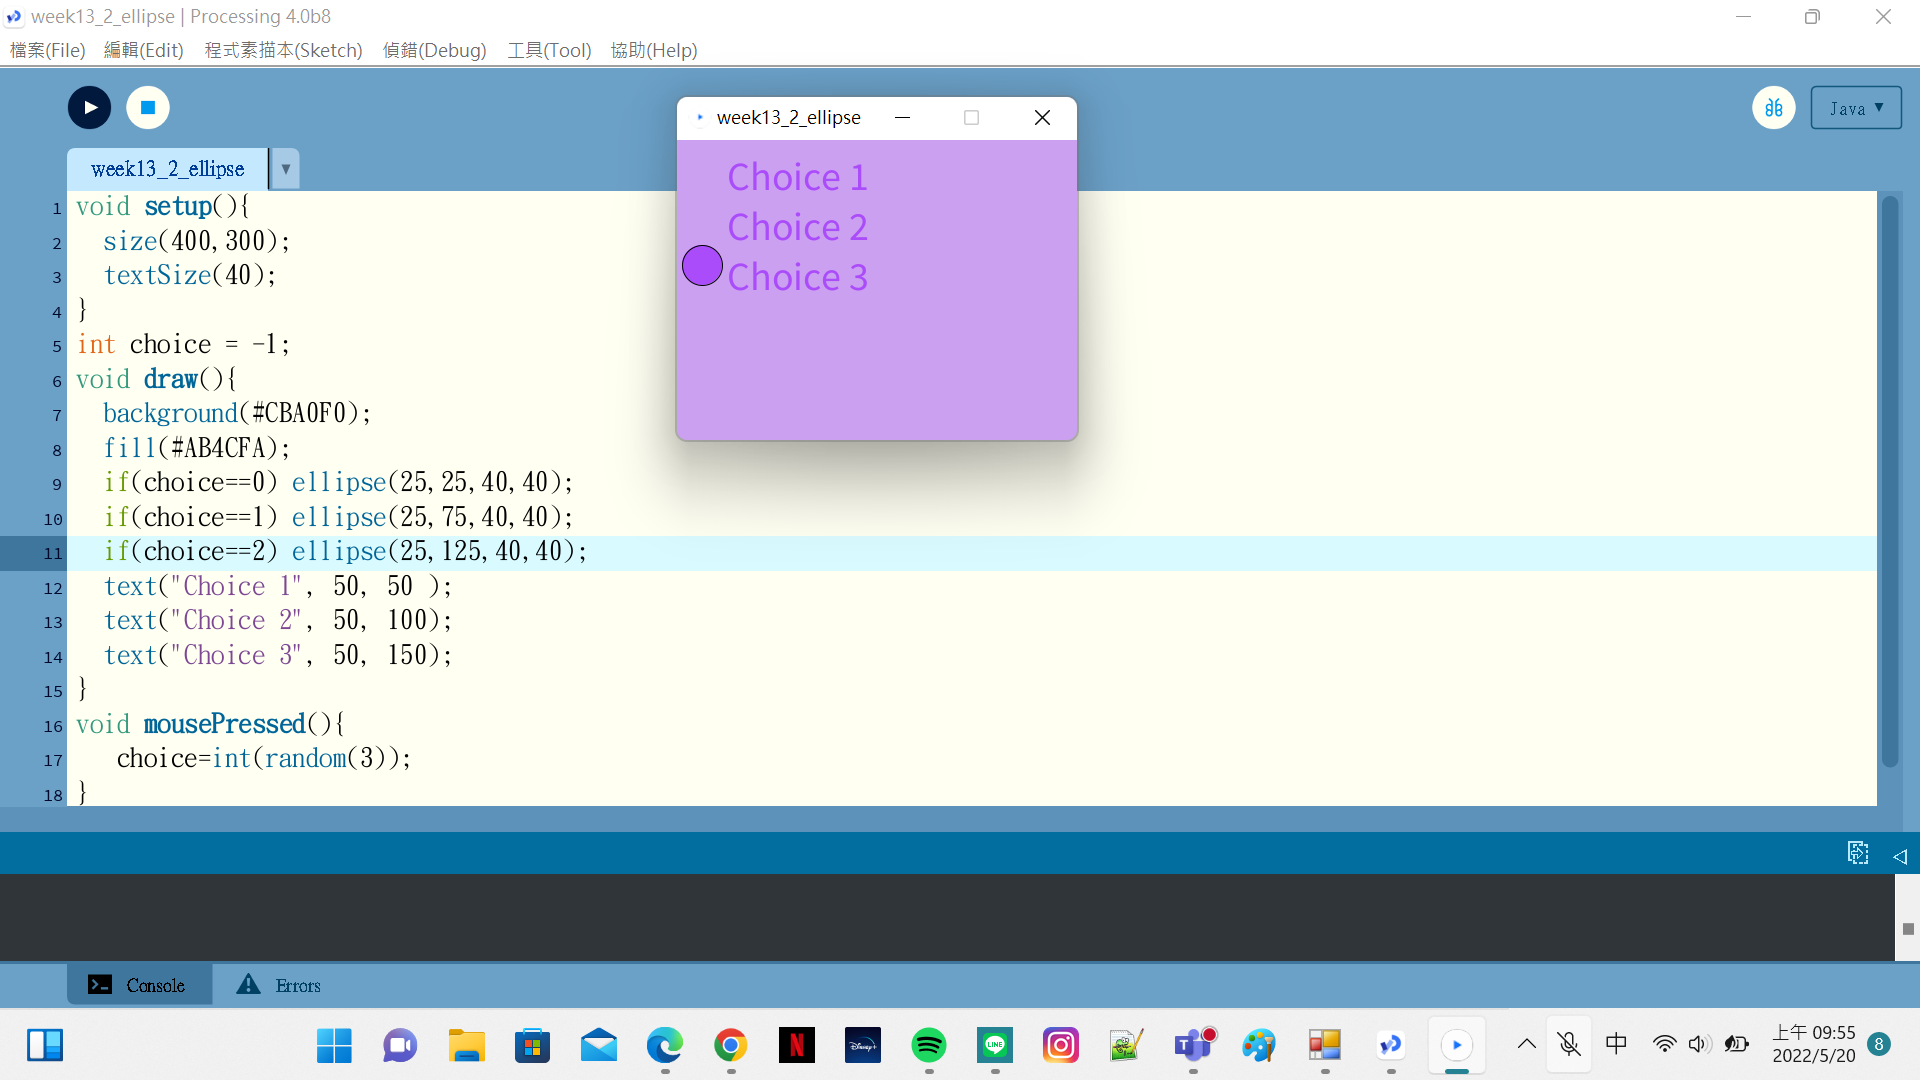 week13_2_ellipse | Processing 4.0b8
檔案(File) 編輯(Edit) 程式素描本(Sketch) 偵錯(Debug) 工具(Tool) 協助(Help)
Java ▼
week13_2_ellipse
week13_2_ellipse
Choice 1
Choice 2
Choice 3
1 void setup(){
2 size(400,300);
3 textSize(40);
4 }
5 int choice = -1;
6 void draw(){
7 background(#CBA0F0);
8 fill(#AB4CFA);
9 if(choice==0) ellipse(25,25,40,40);
10 if(choice==1) ellipse(25,75,40,40);
11 if(choice==2) ellipse(25,125,40,40);
12 text("Choice 1", 50, 50 );
13 text("Choice 2", 50, 100);
14 text("Choice 3", 50, 150);
15 }
16 void mousePressed(){
17 choice=int(random(3));
18 }
Console Errors
N
Disney+
LINE
T
中
上午 09:55
2022/5/20
8